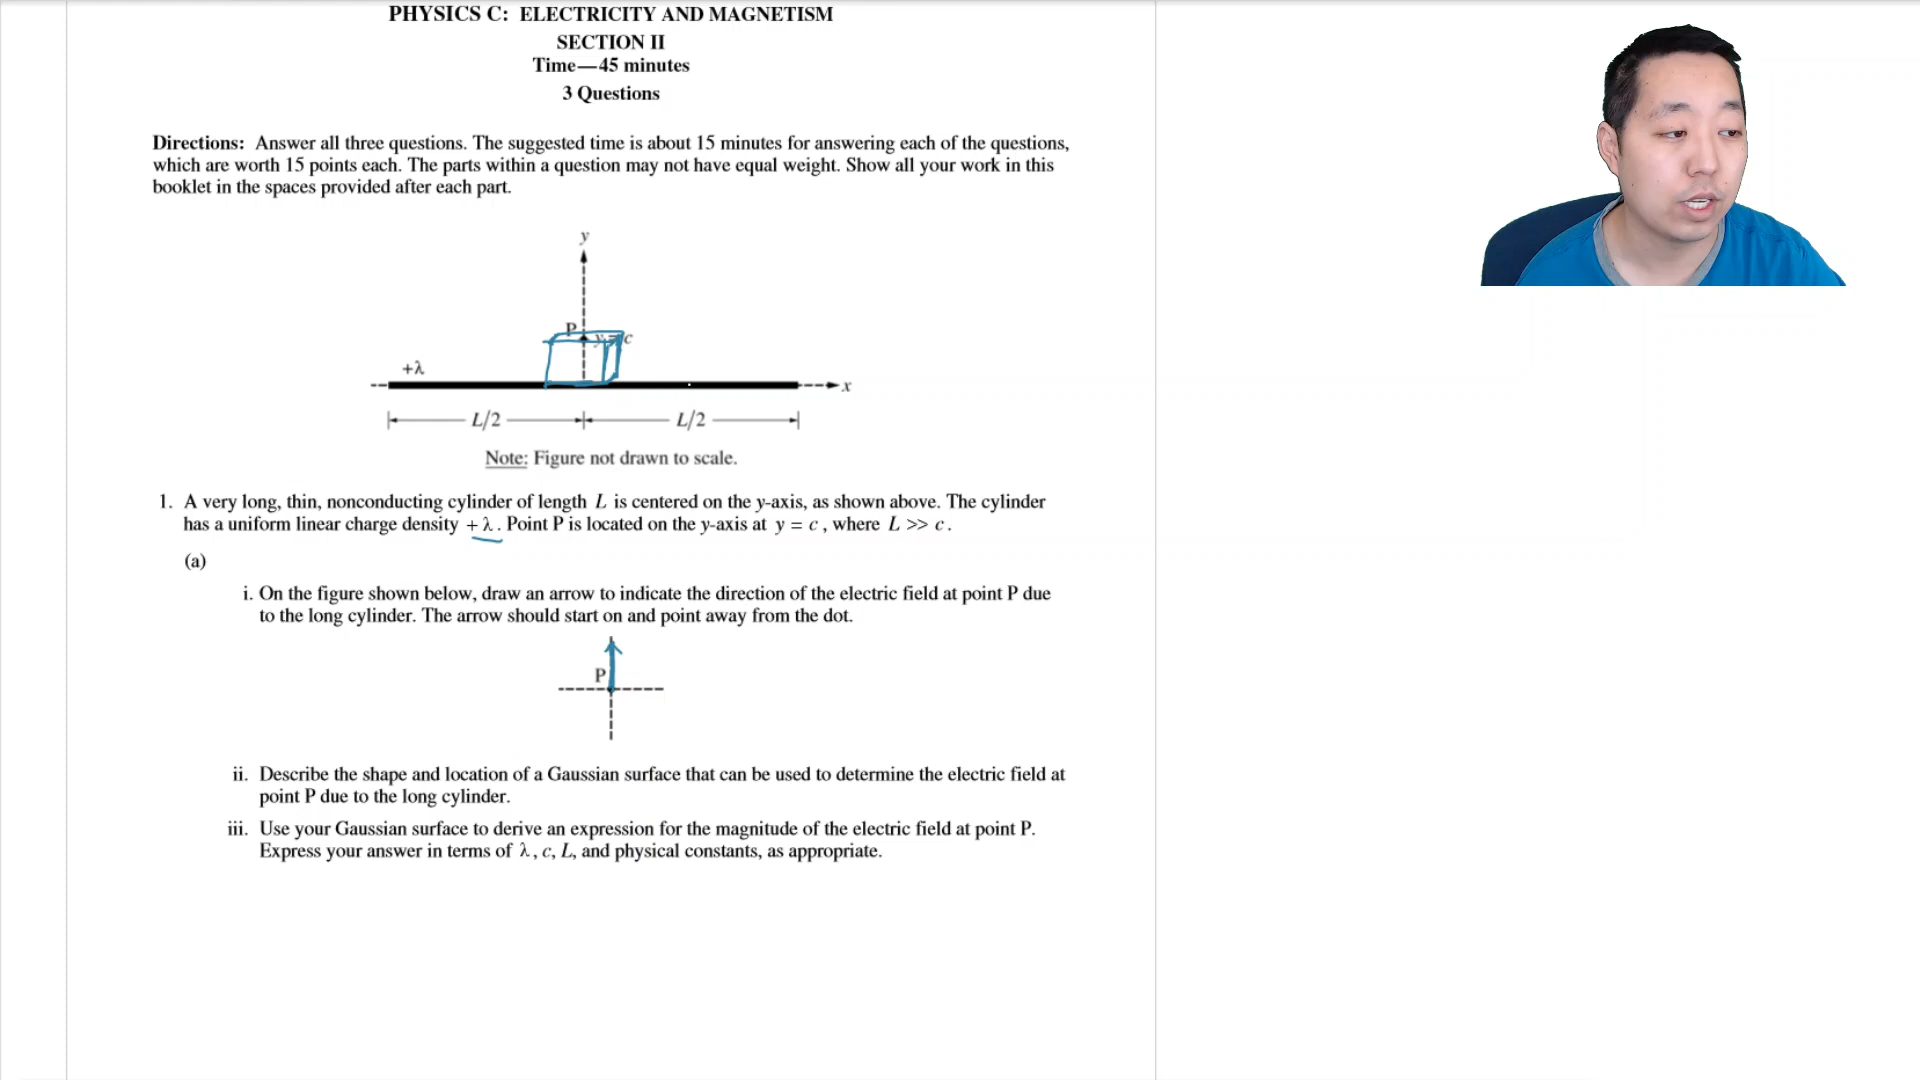 PHYSICS C: ELECTRICITY AND MAGNETISM
SECTION II
Time—45 minutes
3 Questions
Directions: Answer all three questions. The suggested time is about 15 minutes for answering each of the questions,
which are worth 15 points each. The parts within a question may not have equal weight. Show all your work in this
booklet in the spaces provided after each part.
y
P
y = c
+λ
x
L/2
L/2
Note: Figure not drawn to scale.
1. A very long, thin, nonconducting cylinder of length L is centered on the y-axis, as shown above. The cylinder
has a uniform linear charge density +λ. Point P is located on the y-axis at y = c, where L >> c.
(a)
i. On the figure shown below, draw an arrow to indicate the direction of the electric field at point P due
to the long cylinder. The arrow should start on and point away from the dot.
P
ii. Describe the shape and location of a Gaussian surface that can be used to determine the electric field at
point P due to the long cylinder.
iii. Use your Gaussian surface to derive an expression for the magnitude of the electric field at point P.
Express your answer in terms of λ, c, L, and physical constants, as appropriate.